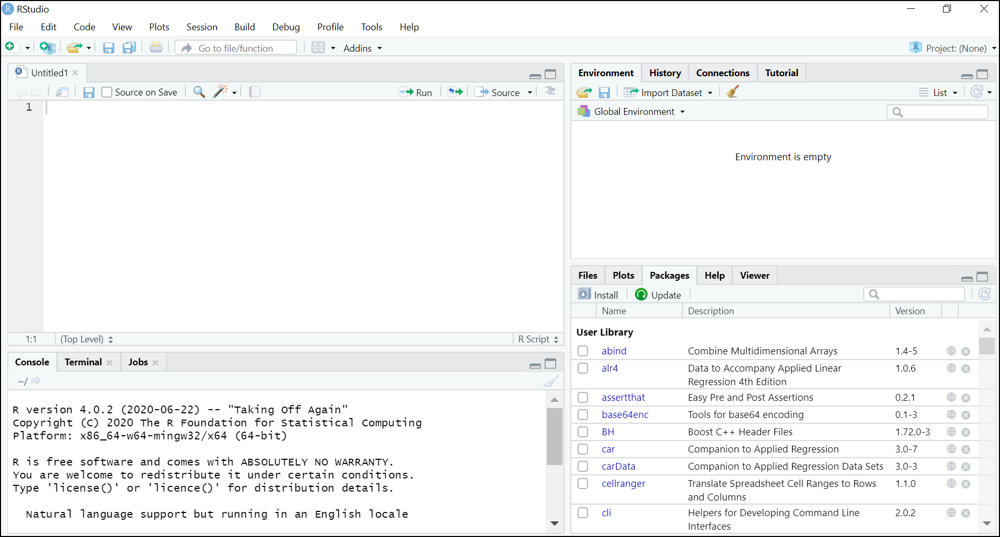 RStudio
File Edit Code View Plots Session Build Debug Profile Tools Help
Go to file/function Addins Project: (None)
Untitled1
Source on Save Run Source
1
1:1 (Top Level) R Script
Console Terminal Jobs
~/
R version 4.0.2 (2020-06-22) -- "Taking Off Again"
Copyright (C) 2020 The R Foundation for Statistical Computing
Platform: x86_64-w64-mingw32/x64 (64-bit)
R is free software and comes with ABSOLUTELY NO WARRANTY.
You are welcome to redistribute it under certain conditions.
Type 'license()' or 'licence()' for distribution details.
Natural language support but running in an English locale
Environment History Connections Tutorial
Import Dataset List
Global Environment
Environment is empty
Files Plots Packages Help Viewer
Install Update
Name Description Version
User Library
abind Combine Multidimensional Arrays 1.4-5
alr4 Data to Accompany Applied Linear 1.0.6
Regression 4th Edition
assertthat Easy Pre and Post Assertions 0.2.1
base64enc Tools for base64 encoding 0.1-3
BH Boost C++ Header Files 1.72.0-3
car Companion to Applied Regression 3.0-7
carData Companion to Applied Regression Data Sets 3.0-3
cellranger Translate Spreadsheet Cell Ranges to Rows 1.1.0
and Columns
cli Helpers for Developing Command Line 2.0.2
Interfaces